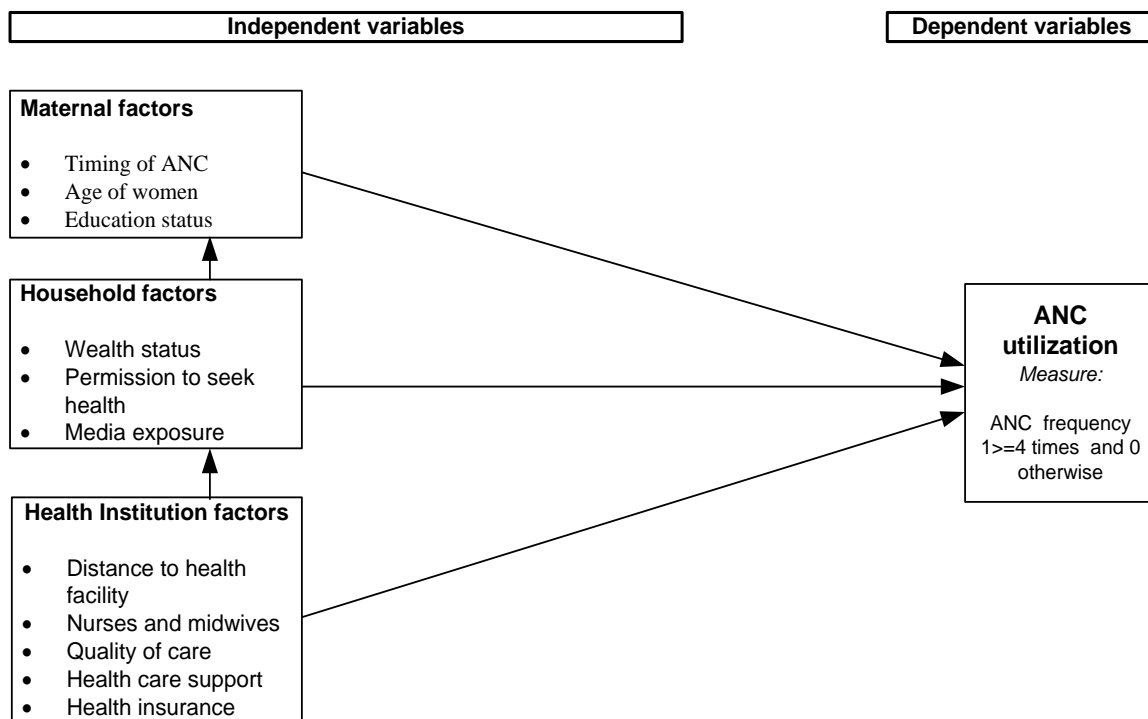 Independent variables
Dependent variables
Maternal factors
• Timing of ANC
• Age of women
• Education status
Household factors
• Wealth status
• Permission to seek
health
• Media exposure
Health Institution factors
• Distance to health
facility
• Nurses and midwives
• Quality of care
• Health care support
• Health insurance
ANC
utilization
Measure:
ANC frequency
1>=4 times and 0
otherwise